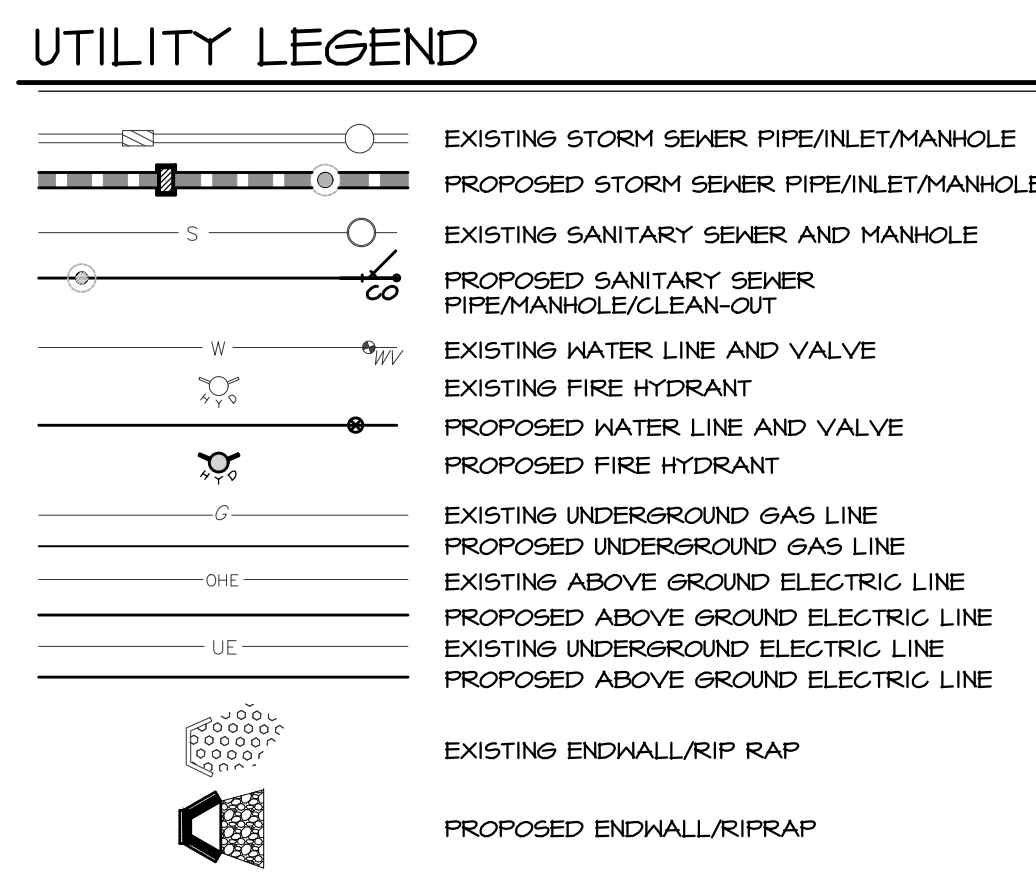 UTILITY LEGEND
EXISTING STORM SEWER PIPE/INLET/MANHOLE
PROPOSED STORM SEWER PIPE/INLET/MANHOLE
S
EXISTING SANITARY SEWER AND MANHOLE
CO
PROPOSED SANITARY SEWER
PIPE/MANHOLE/CLEAN-OUT
W
WV
EXISTING WATER LINE AND VALVE
HYD
EXISTING FIRE HYDRANT
PROPOSED WATER LINE AND VALVE
HYD
PROPOSED FIRE HYDRANT
G
EXISTING UNDERGROUND GAS LINE
PROPOSED UNDERGROUND GAS LINE
OHE
EXISTING ABOVE GROUND ELECTRIC LINE
PROPOSED ABOVE GROUND ELECTRIC LINE
UE
EXISTING UNDERGROUND ELECTRIC LINE
PROPOSED ABOVE GROUND ELECTRIC LINE
EXISTING ENDWALL/RIP RAP
PROPOSED ENDWALL/RIPRAP